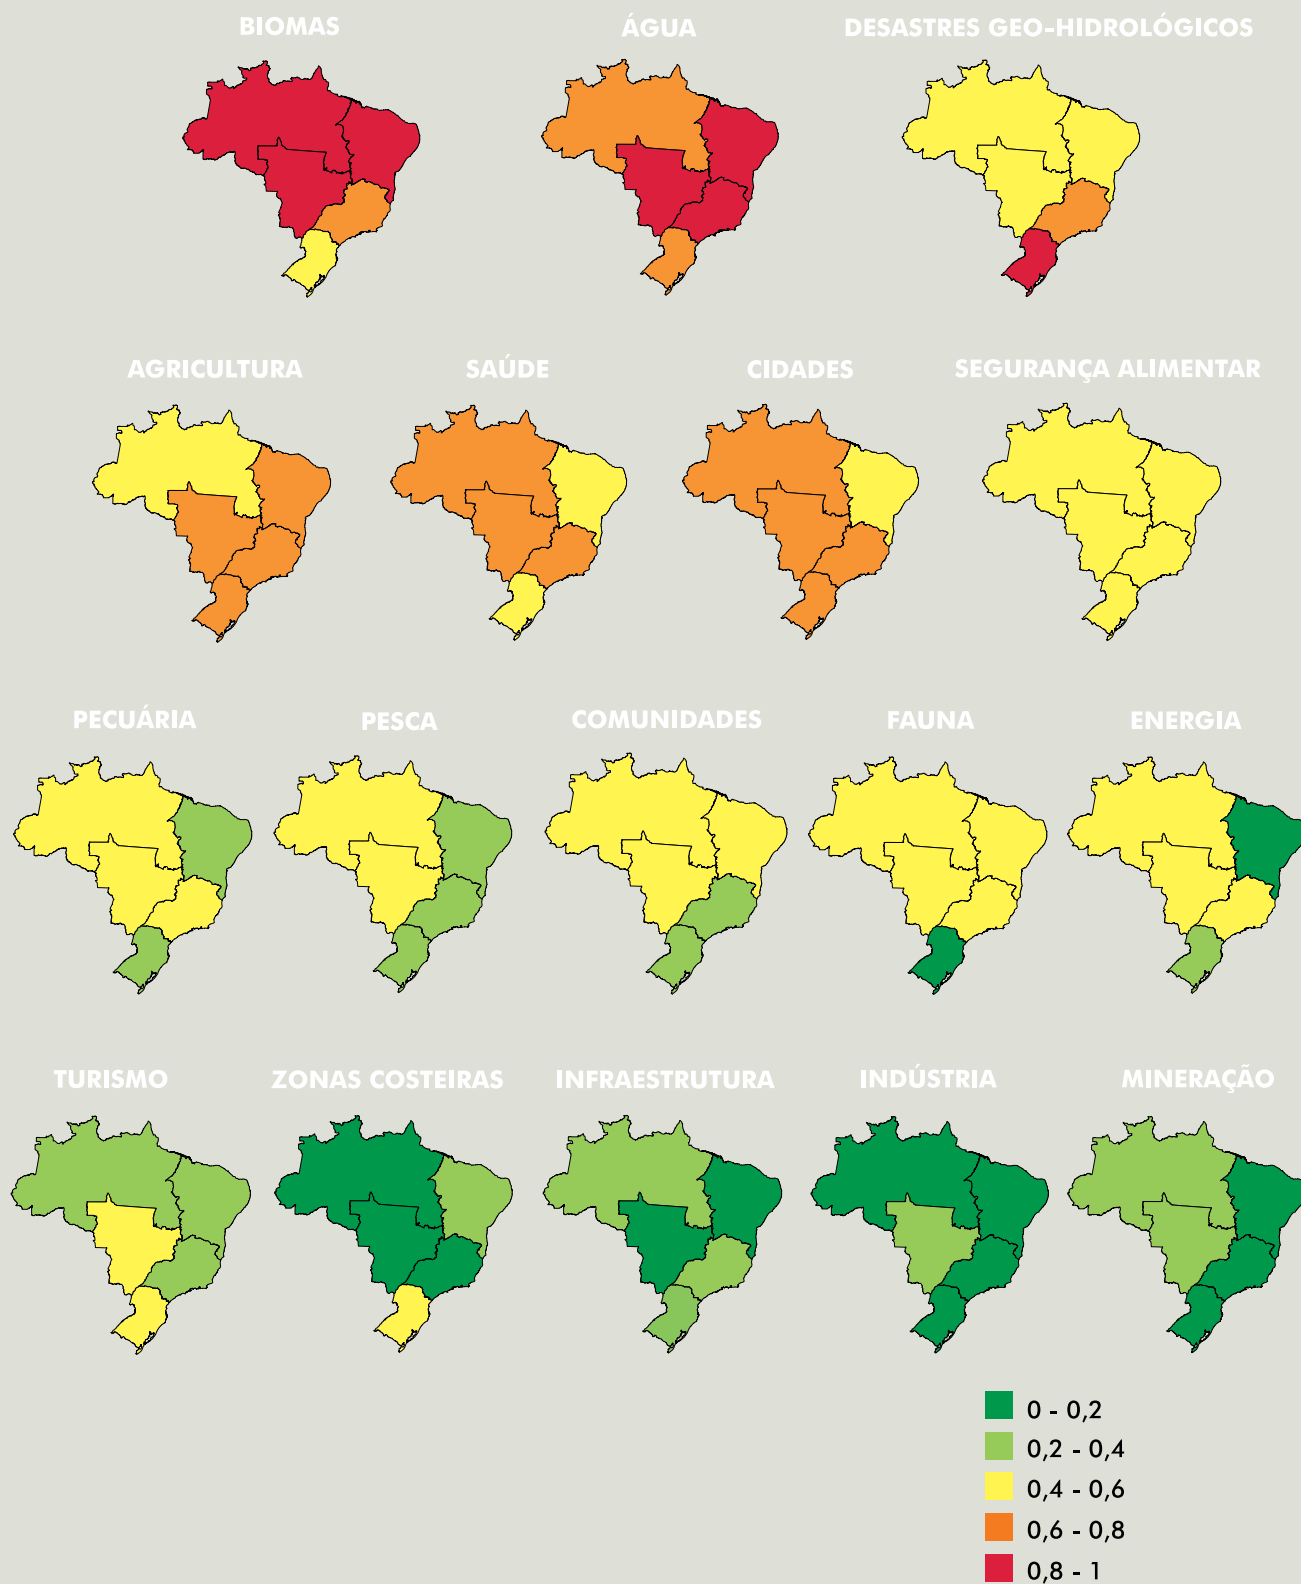 BIOMAS
ÁGUA
DESASTRES GEO-HIDROLÓGICOS
AGRICULTURA
SAÚDE
CIDADES
SEGURANÇA ALIMENTAR
PECUÁRIA
PESCA
COMUNIDADES
FAUNA
ENERGIA
TURISMO
ZONAS COSTEIRAS
INFRAESTRUTURA
INDÚSTRIA
MINERAÇÃO
0 - 0,2
0,2 - 0,4
0,4 - 0,6
0,6 - 0,8
0,8 - 1